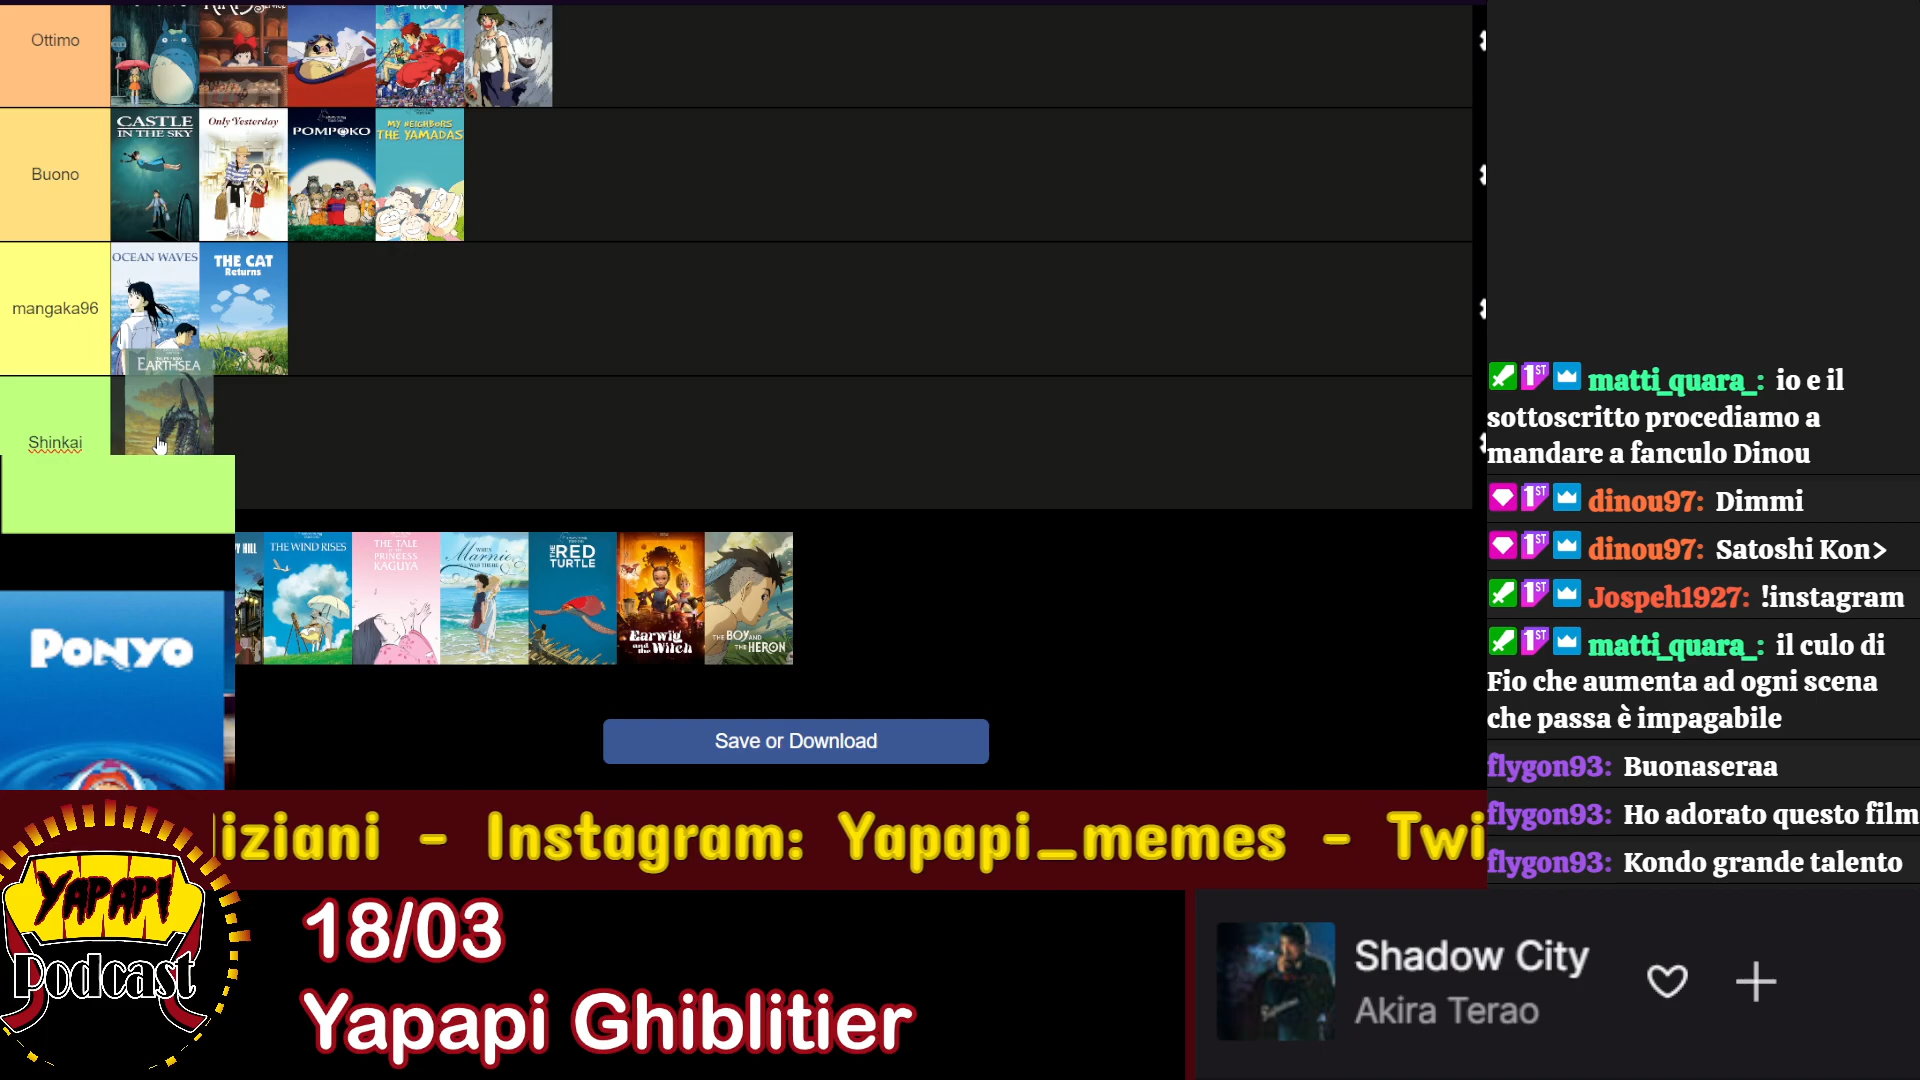 Ottimo
Buono
CASTLE
IN THE SKY
Only Yesterday
POMPOKO
MY NEIGHBORS
THE YAMADAS
mangaka96
OCEAN WAVES
THE CAT
Returns
EARTHSEA
Shinkai
HILL
THE WIND RISES
THE TALE
OF THE
PRINCESS
KAGUYA
WHEN
Marnie
WAS THERE
THE RED
TURTLE
Earwig
and the Witch
THE BOY AND
THE HERON
PONYO
Save or Download
matti_quara_: io e il
sottoscritto procediamo a
mandare a fanculo Dinou
dinou97: Dimmi
dinou97: Satoshi Kon>
Jospeh1927: !instagram
matti_quara_: il culo di
Fio che aumenta ad ogni scena
che passa è impagabile
flygon93: Buonaseraa
flygon93: Ho adorato questo film
flygon93: Kondo grande talento
iziani - Instagram: Yapapi_memes - Twi
YAPAPI
Podcast
18/03
Yapapi Ghiblitier
Shadow City
Akira Terao